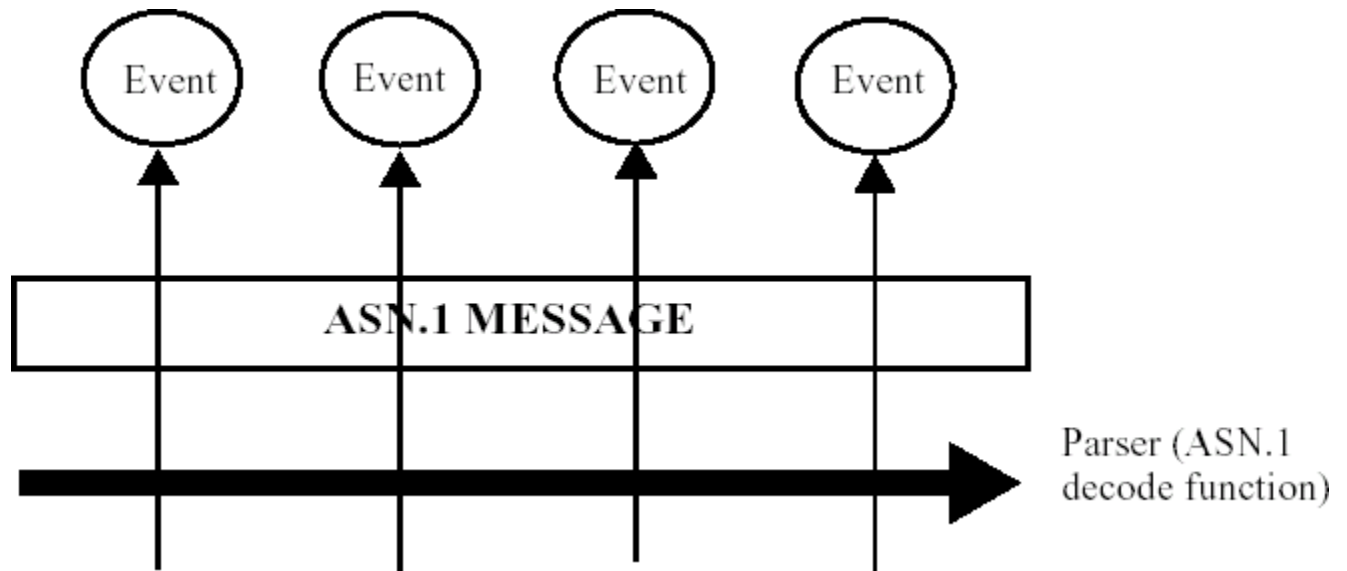 Event
Event
Event
Event
ASN.1 MESSAGE
Parser (ASN.1
decode function)